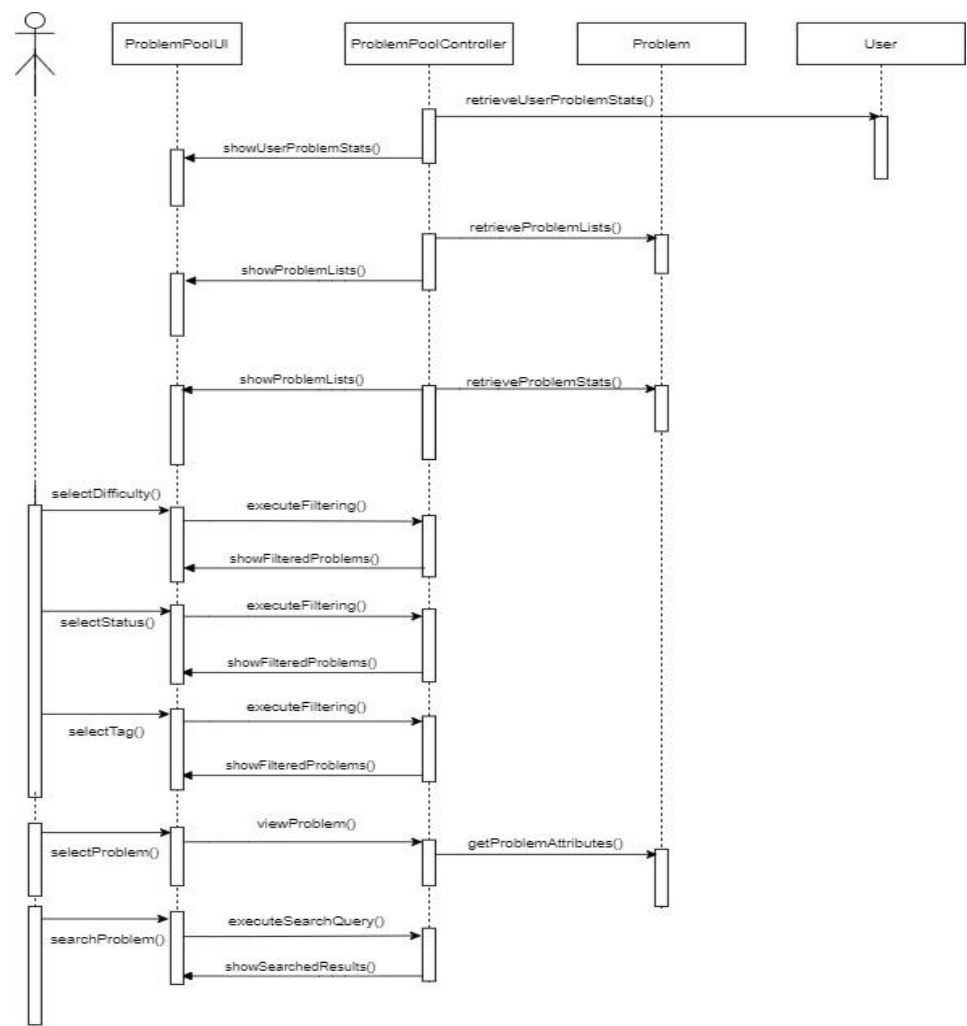 ProblemPoolUI
ProblemPoolController
Problem
User
retrieveUserProblemStats()
showUserProblemStats()
retrieveProblemLists()
showProblemLists()
showProblemLists()
retrieveProblemStats()
selectDifficulty()
executeFiltering()
showFilteredProblems()
executeFiltering()
selectStatus()
showFilteredProblems()
executeFiltering()
selectTag()
showFilteredProblems()
viewProblem()
selectProblem()
getProblemAttributes()
executeSearchQuery()
searchProblem()
showSearchedResults()